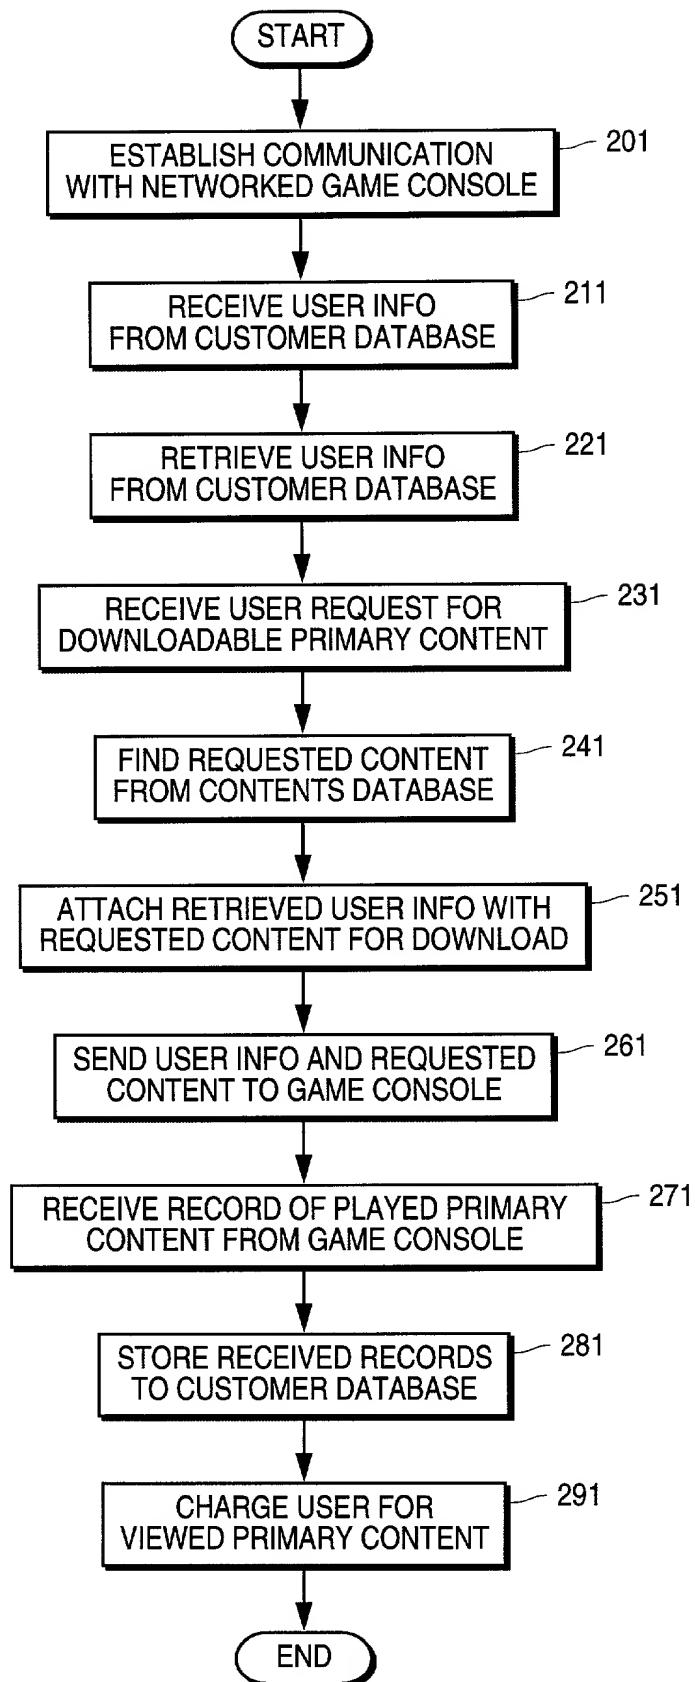 START
ESTABLISH COMMUNICATION
WITH NETWORKED GAME CONSOLE
201
RECEIVE USER INFO
FROM CUSTOMER DATABASE
211
RETRIEVE USER INFO
FROM CUSTOMER DATABASE
221
RECEIVE USER REQUEST FOR
DOWNLOADABLE PRIMARY CONTENT
231
FIND REQUESTED CONTENT
FROM CONTENTS DATABASE
241
ATTACH RETRIEVED USER INFO WITH
REQUESTED CONTENT FOR DOWNLOAD
251
SEND USER INFO AND REQUESTED
CONTENT TO GAME CONSOLE
261
RECEIVE RECORD OF PLAYED PRIMARY
CONTENT FROM GAME CONSOLE
271
STORE RECEIVED RECORDS
TO CUSTOMER DATABASE
281
CHARGE USER FOR
VIEWED PRIMARY CONTENT
291
END